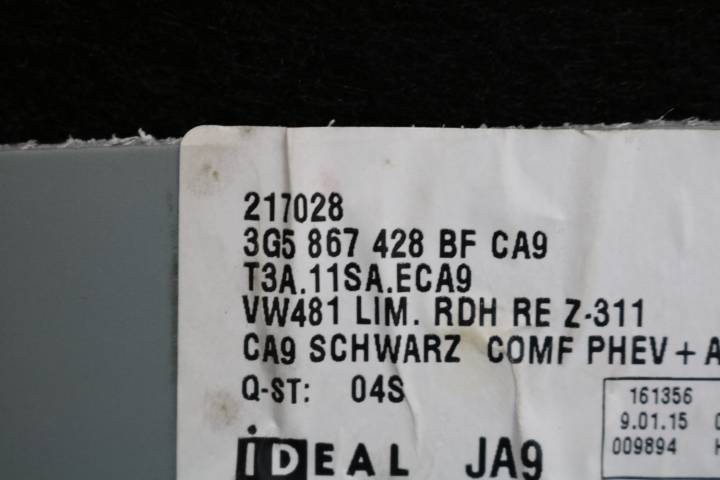 217028
3G5 867 428 BF CA9
T3A.11SA.ECA9
VW481 LIM. RDH RE Z-311
CA9 SCHWARZ COMF PHEV + A
Q-ST: 04S
161356
9.01.15
009894
iDEAL JA9